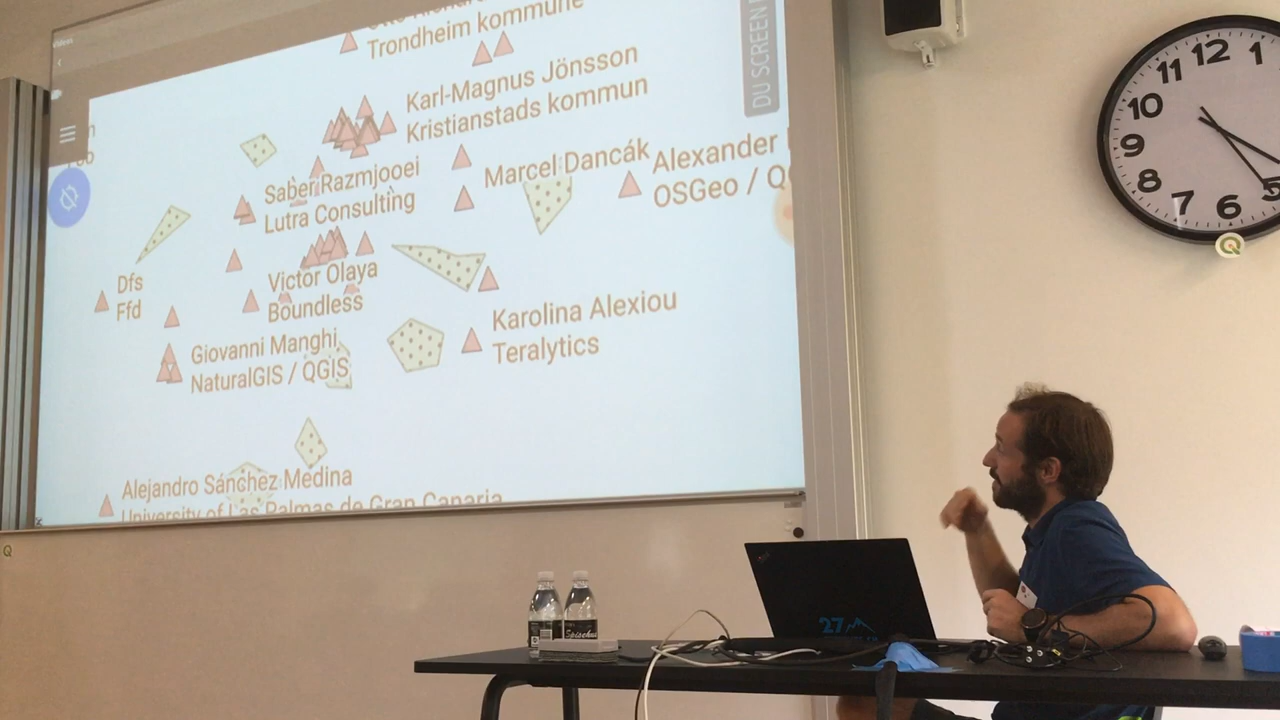 Trondheim kommune
Karl-Magnus Jönsson
Kristianstads kommun
Saber Razmjooei
Lutra Consulting
Marcel Dancák
Alexander
OSGeo /
DU SCREEN
Dfs
Ffd
Victor Olaya
Boundless
Karolina Alexiou
Teralytics
Giovanni Manghi
NaturalGIS / QGIS
Alejandro Sánchez Medina
University of Las Palmas de Gran Canaria
12
11
1
10
9
8
7
6
5
27